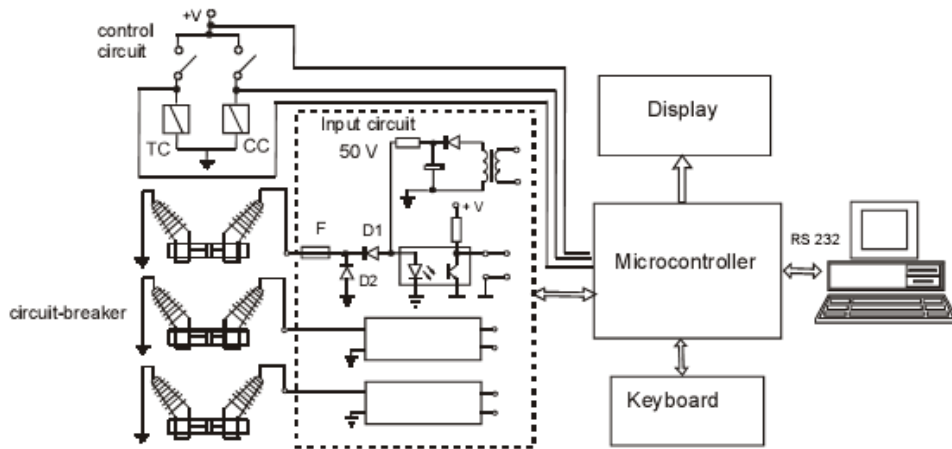 +V
control
circuit
TC
CC
Input circuit
50 V
+ V
F
D1
D2
circuit-breaker
Display
Microcontroller
RS 232
Keyboard